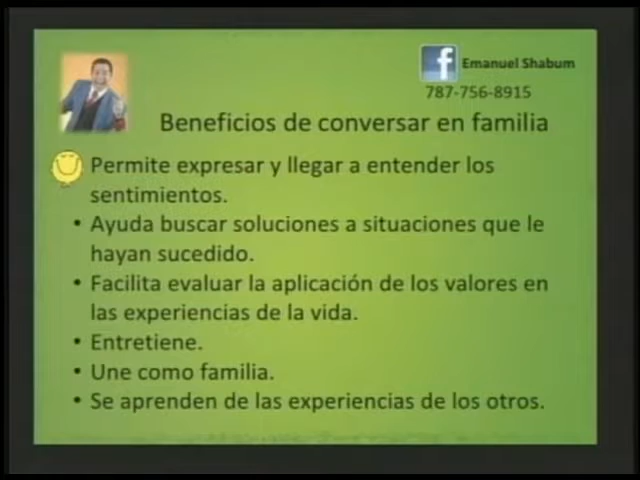 Emanuel Shabum
787-756-8915
Beneficios de conversar en familia
Permite expresar y llegar a entender los
sentimientos.
• Ayuda buscar soluciones a situaciones que le
hayan sucedido.
• Facilita evaluar la aplicación de los valores en
las experiencias de la vida.
• Entretiene.
• Une como familia.
• Se aprenden de las experiencias de los otros.